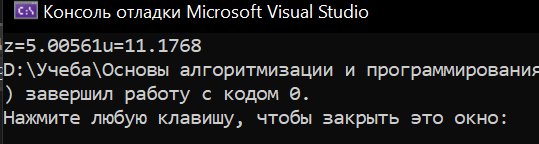 Консоль отладки Microsoft Visual Studio
z=5.00561u=11.1768
D:\Учеба\Основы алгоритмизации и программирования
) завершил работу с кодом 0.
Нажмите любую клавишу, чтобы закрыть это окно: